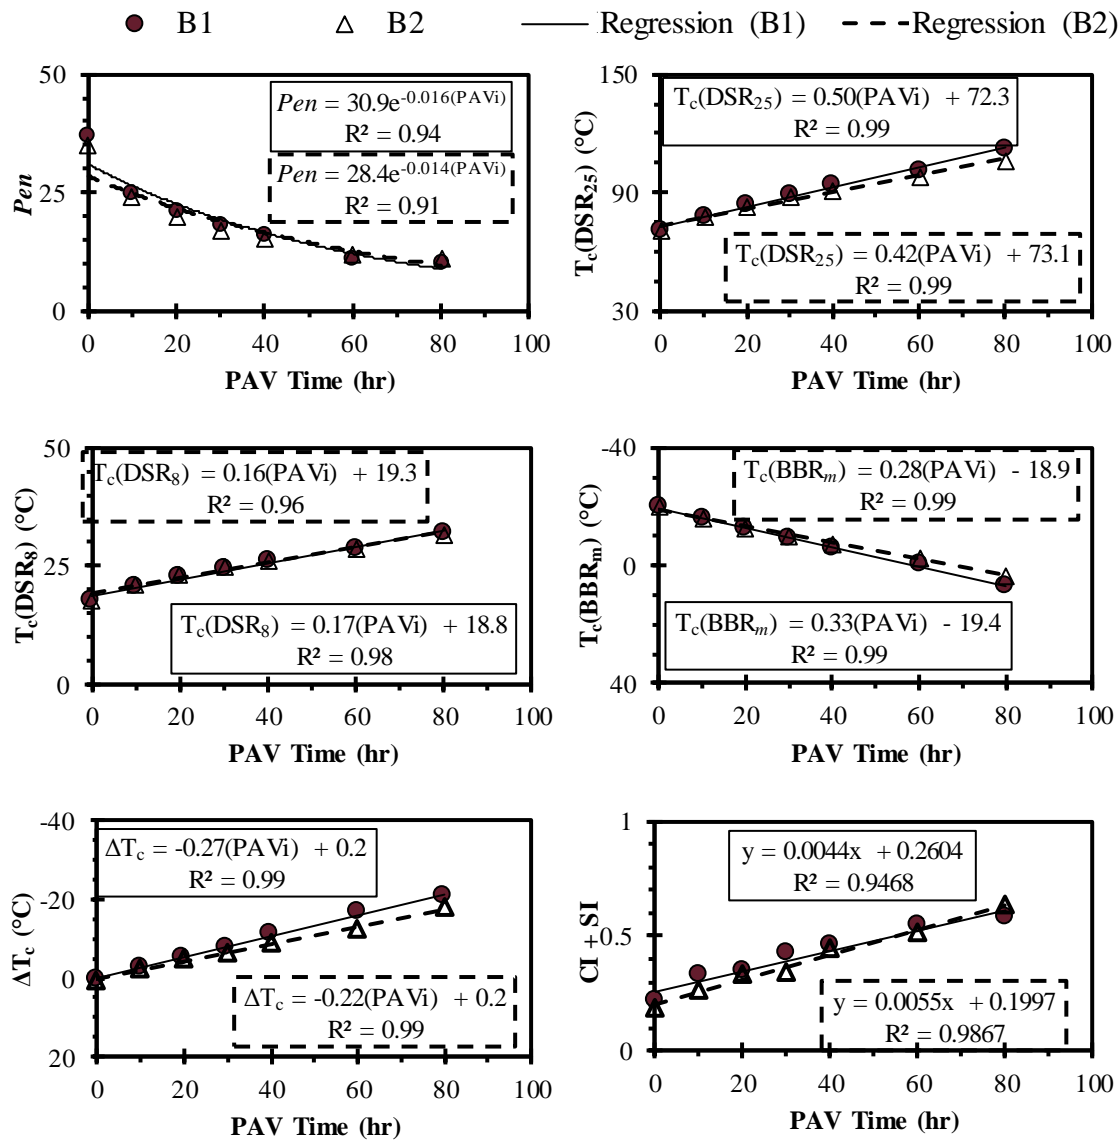 B1 B2 Regression (B1) Regression (B2)
50
25
0
Pen
Pen = 30.9e^-0.016(PAVi)
R² = 0.94
Pen = 28.4e^-0.014(PAVi)
R² = 0.91
0 20 40 60 80 100
PAV Time (hr)
150
90
30
Tc(DSR25) (°C)
Tc(DSR25) = 0.50(PAVi) + 72.3
R² = 0.99
Tc(DSR25) = 0.42(PAVi) + 73.1
R² = 0.99
0 20 40 60 80 100
PAV Time (hr)
50
25
0
Tc(DSR8) (°C)
Tc(DSR8) = 0.16(PAVi) + 19.3
R² = 0.96
Tc(DSR8) = 0.17(PAVi) + 18.8
R² = 0.98
0 20 40 60 80 100
PAV Time (hr)
-40
0
40
Tc(BBRm) (°C)
Tc(BBRm) = 0.28(PAVi) - 18.9
R² = 0.99
Tc(BBRm) = 0.33(PAVi) - 19.4
R² = 0.99
0 20 40 60 80 100
PAV Time (hr)
-40
-20
0
20
ΔTc (°C)
ΔTc = -0.27(PAVi) + 0.2
R² = 0.99
ΔTc = -0.22(PAVi) + 0.2
R² = 0.99
0 20 40 60 80 100
PAV Time (hr)
1
0.5
0
CI + SI
y = 0.0044x + 0.2604
R² = 0.9468
y = 0.0055x + 0.1997
R² = 0.9867
0 20 40 60 80 100
PAV Time (hr)